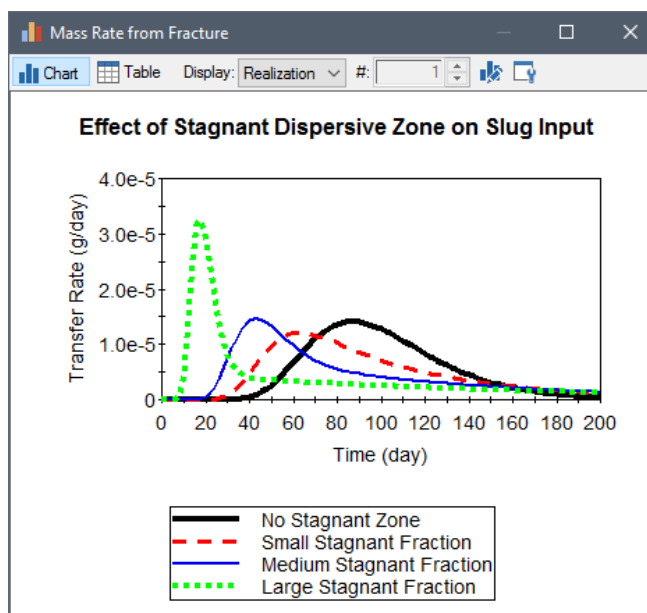 Mass Rate from Fracture
Chart Table Display: Realization #: 1
Effect of Stagnant Dispersive Zone on Slug Input
Transfer Rate (g/day)
4.0e-5
3.0e-5
2.0e-5
1.0e-5
0
0 20 40 60 80 100 120 140 160 180 200
Time (day)
No Stagnant Zone
Small Stagnant Fraction
Medium Stagnant Fraction
Large Stagnant Fraction